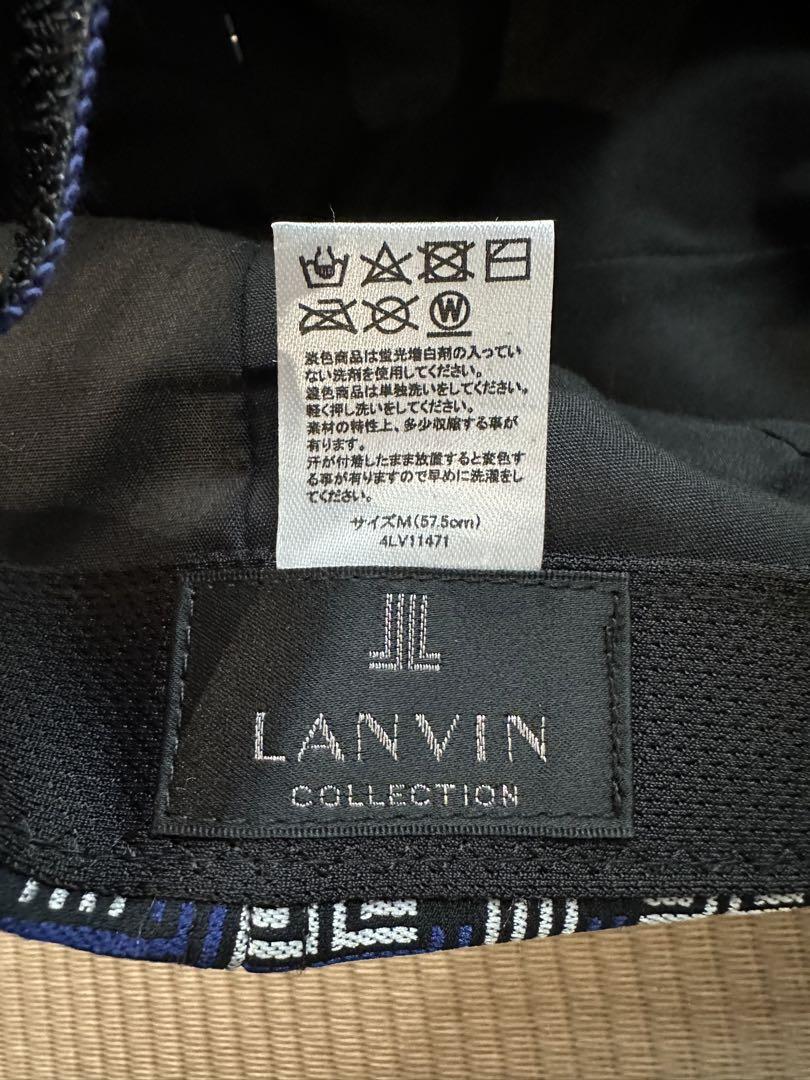 W
淡色商品は蛍光増白剤の入ってい
ない洗剤を使用してください。
濃色商品は単独洗いをしてください。
軽く押し洗いをしてください。
素材の特性上、多少収縮する事が
有ります。
汗が付着したまま放置すると変色す
る事が有りますので早めに洗濯をし
てください。
サイズM(57.5cm)
4LV11471
LANVIN
COLLECTION